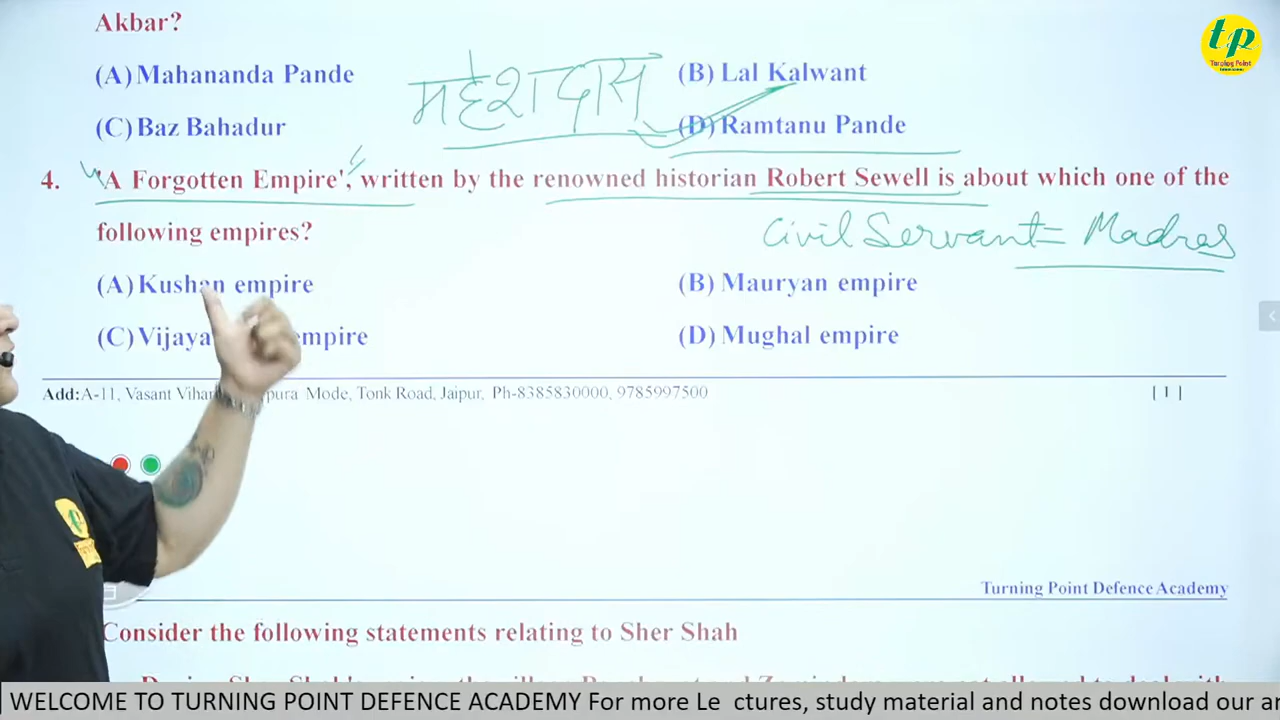 tp
Turning Point
Akbar?
(A) Mahananda Pande
(B) Lal Kalwant
महेश दास
(C) Baz Bahadur
(D) Ramtanu Pande
4. 'A Forgotten Empire', written by the renowned historian Robert Sewell is about which one of the
following empires?
Civil Servant = Madras
(A) Kushan empire
(B) Mauryan empire
(C) Vijaya empire
(D) Mughal empire
Add:A-11, Vasant Mode, Tonk Road, Jaipur, Ph-8385830000, 9785997500
[ 1 ]
Turning Point Defence Academy
Consider the following statements relating to Sher Shah
WELCOME TO TURNING POINT DEFENCE ACADEMY For more Le ctures, study material and notes download our a